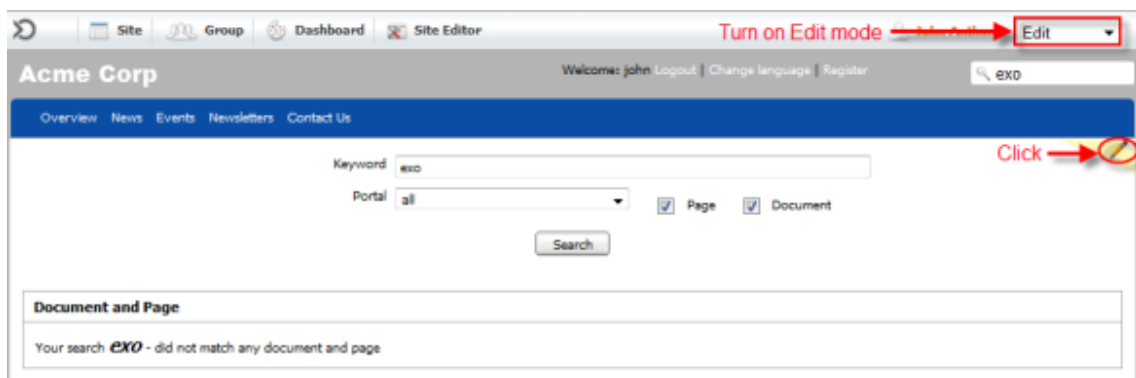 Site Group Dashboard Site Editor Turn on Edit mode Edit
Acme Corp Welcome: john Logout | Change language | Register exo
Overview News Events Newsletters Contact Us
Click
Keyword exo
Portal all Page Document
Search
Document and Page
Your search exo - did not match any document and page